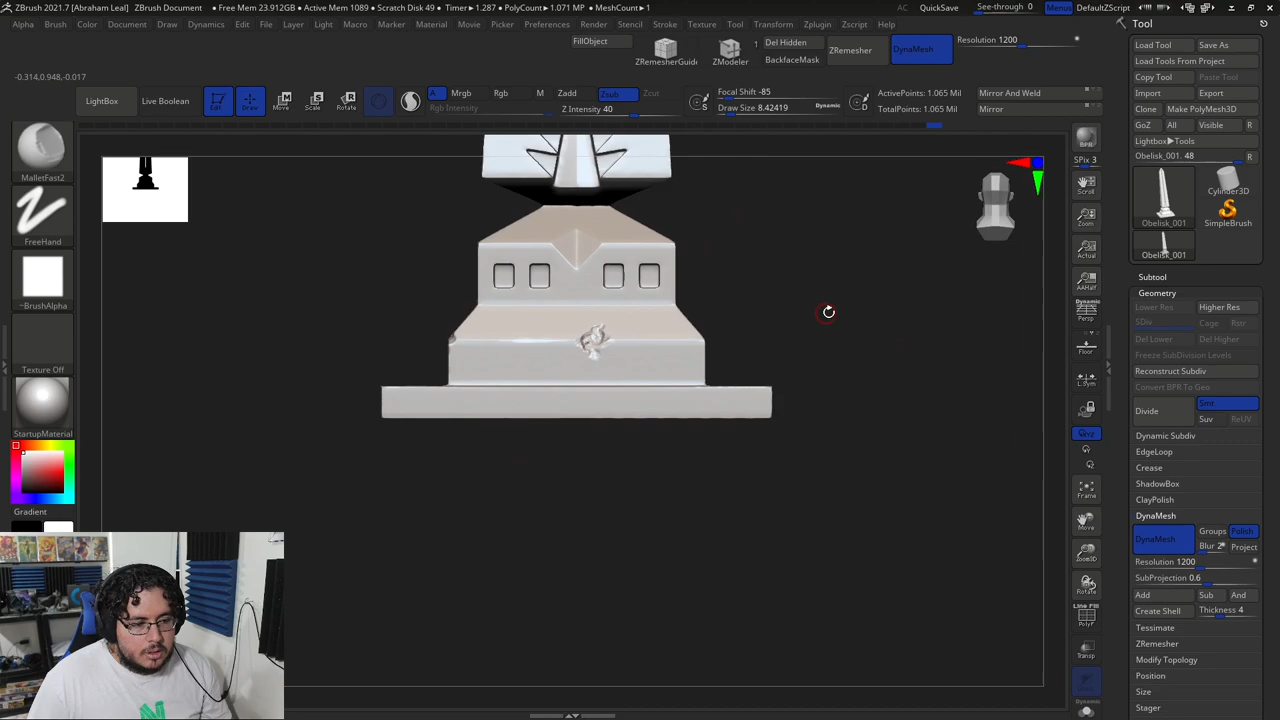 ZBrush 2021.7 [Abraham Leal] ZBrush Document • Free Mem 23.912GB • Active Mem 1089 • Scratch Disk 49 • Timer►1.287 • PolyCount►1.071 MP • MeshCount►1 AC QuickSave See-through 0 Menus DefaultZScript
Alpha Brush Color Document Draw Dynamics Edit File Layer Light Macro Marker Material Movie Picker Preferences Render Stencil Stroke Texture Tool Transform Zplugin Zscript Help
-0.314,0.948,-0.017
FillObject
ZRemesherGuide
1
ZModeler
Del Hidden
BackfaceMask
ZRemesher
DynaMesh
Resolution 1200
LightBox
Live Boolean
Edit
Draw
Move
Scale
Rotate
A Mrgb Rgb M Zadd Zsub Zcut
Rgb Intensity
Z Intensity 40
S
Focal Shift -85
Draw Size 8.42419
Dynamic
D
ActivePoints: 1.065 Mil
TotalPoints: 1.065 Mil
Mirror And Weld
Mirror
MalletFast2
FreeHand
~BrushAlpha
Texture Off
StartupMaterial
Gradient
BPR
SPix 3
Scroll
Zoom
Actual
AAHalf
Dynamic
Persp
Floor
L.Sym
XYZ
Frame
Move
Zoom3D
Rotate
Line Fill
PolyF
Transp
Dynamic
Tool
Load Tool Save As
Load Tools From Project
Copy Tool Paste Tool
Import Export
Clone Make PolyMesh3D
GoZ All Visible R
Lightbox►Tools
Obelisk_001. 48 R
Obelisk_001
Cylinder3D
SimpleBrush
Obelisk_001
Subtool
Geometry
Lower Res Higher Res
SDiv Cage Rstr
Del Lower Del Higher
Freeze SubDivision Levels
Reconstruct Subdiv
Convert BPR To Geo
Divide Smt
Suv ReUV
Dynamic Subdiv
EdgeLoop
Crease
ShadowBox
ClayPolish
DynaMesh
DynaMesh
Groups Polish
Blur 2 Project
Resolution 1200
SubProjection 0.6
Add Sub And
Create Shell Thickness 4
Tessimate
ZRemesher
Modify Topology
Position
Size
Stager